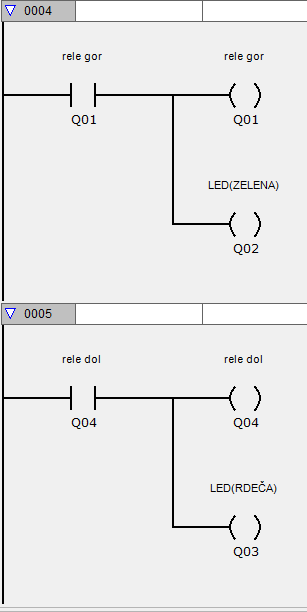 0004
rele gor rele gor
Q01 Q01
LED(ZELENA)
Q02
0005
rele dol rele dol
Q04 Q04
LED(RDEČA)
Q03